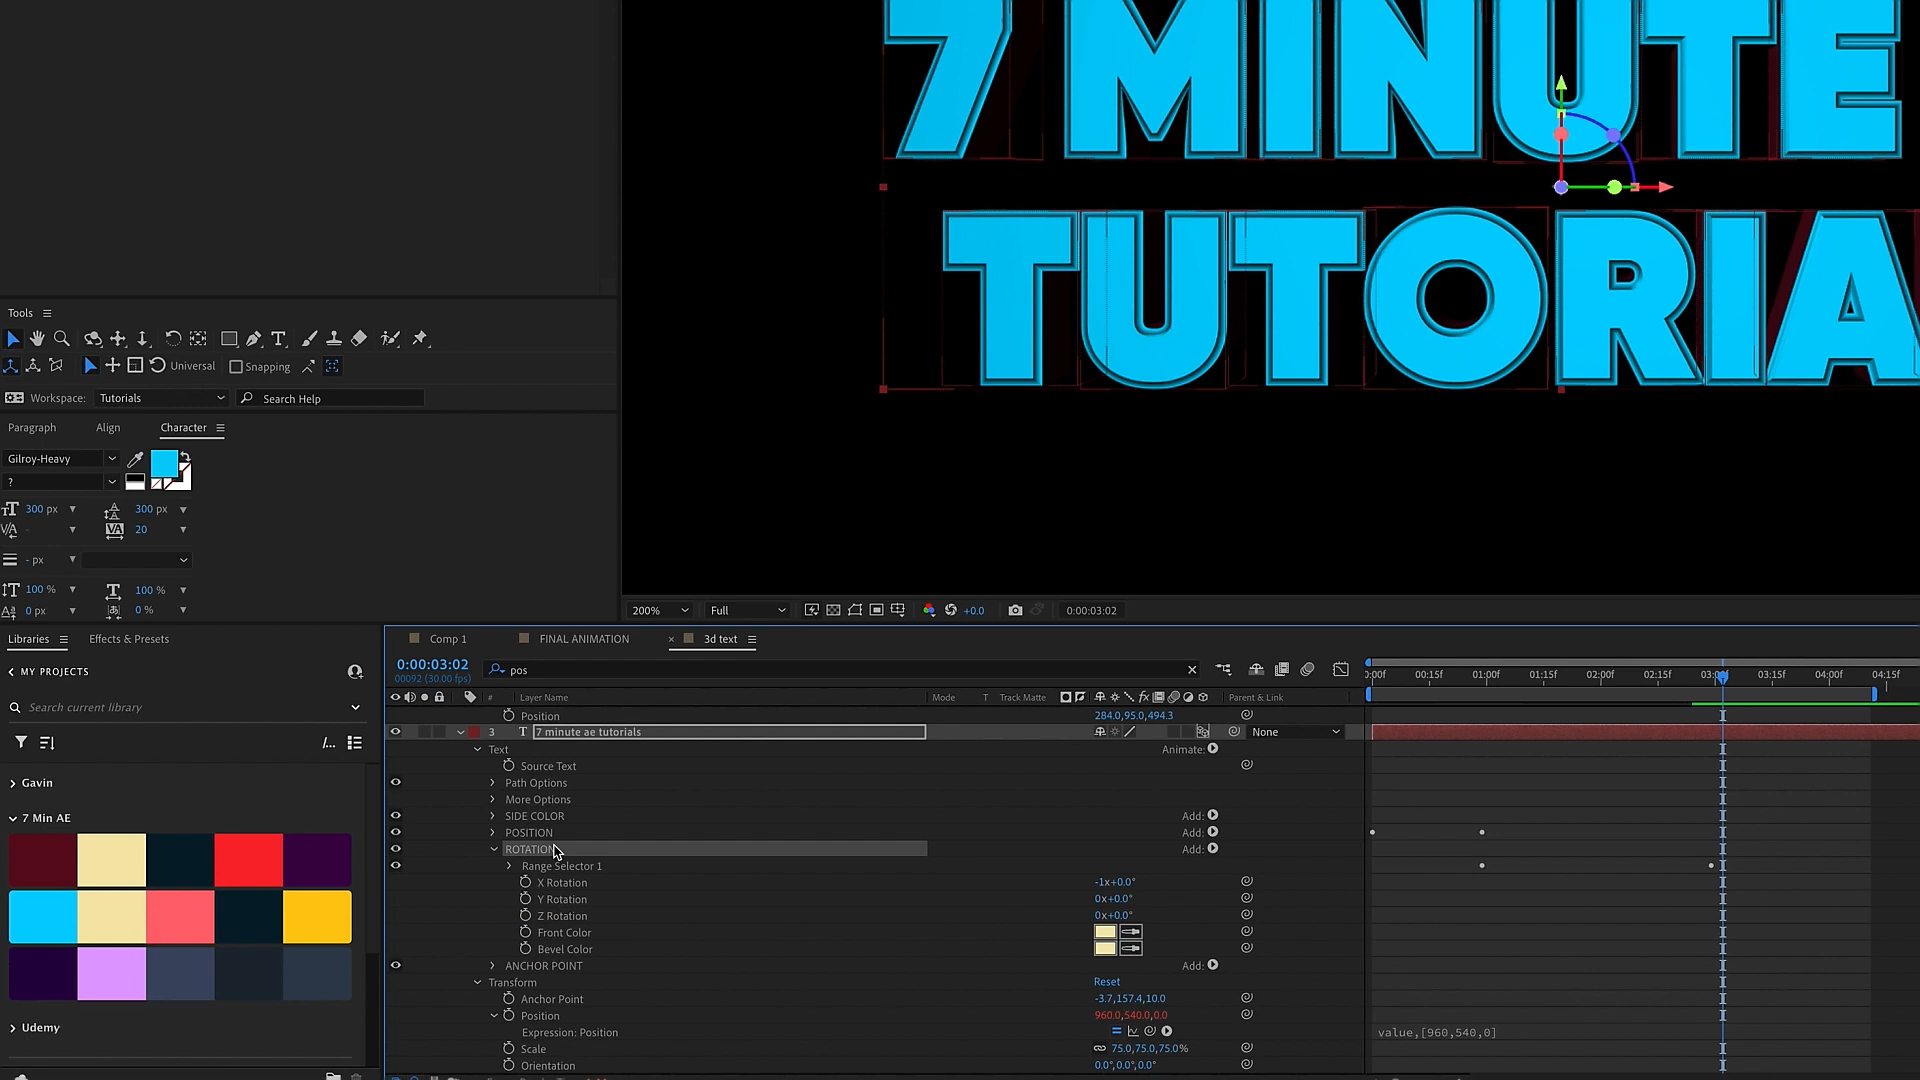 7 MINUTE
TUTORIA
Tools
Universal
Snapping
Workspace: Tutorials
Search Help
Paragraph Align Character
Gilroy-Heavy
?
300 px 300 px
20
- px
100 % 100 %
0 px 0 %
200% Full +0.0 0:00:03:02
Libraries Effects & Presets
MY PROJECTS
Search current library
Gavin
7 Min AE
Udemy
Comp 1 FINAL ANIMATION × 3d text
0:00:03:02
00092 (30.00 fps)
pos
:00f 00:15f 01:00f 01:15f 02:00f 02:15f 03:15f 04:00f 04:15f
# Layer Name Mode T Track Matte Parent & Link
Position 284.0,95.0,494.3
3 T 7 minute ae tutorials None
Text Animate:
Source Text
Path Options
More Options
SIDE COLOR Add:
POSITION Add:
ROTATION Add:
Range Selector 1
X Rotation -1x+0.0°
Y Rotation 0x+0.0°
Z Rotation 0x+0.0°
Front Color
Bevel Color
ANCHOR POINT Add:
Transform Reset
Anchor Point -3.7,157.4,10.0
Position 960.0,540.0,0.0
Expression: Position value,[960,540,0]
Scale 75.0,75.0,75.0%
Orientation 0.0°,0.0°,0.0°